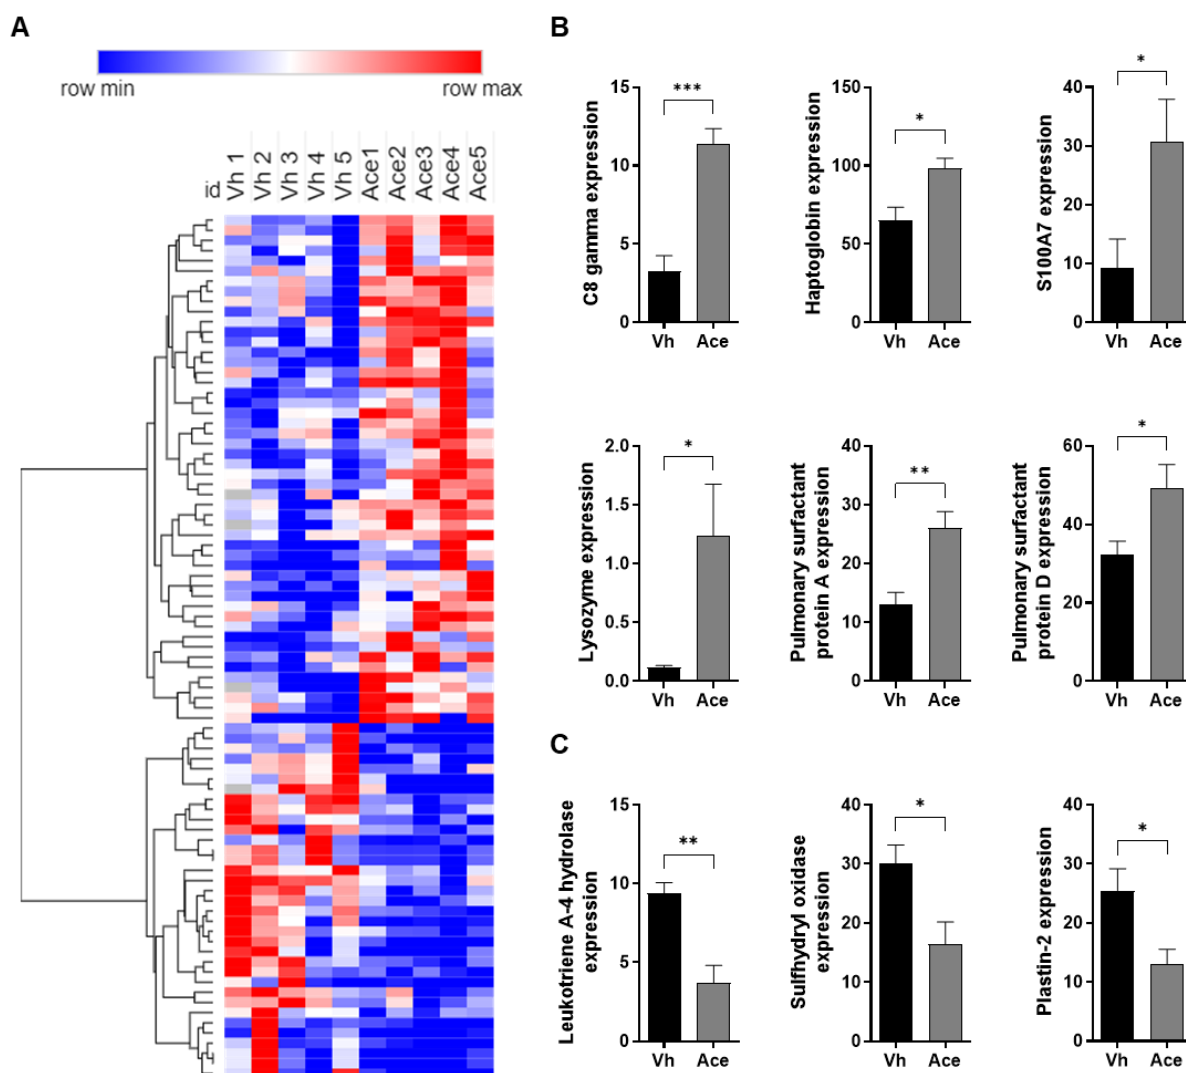 A
row min
row max
id
Vh 1
Vh 2
Vh 3
Vh 4
Vh 5
Ace1
Ace2
Ace3
Ace4
Ace5
B
C8 gamma expression
15
10
5
0
***
Vh
Ace
Haptoglobin expression
150
100
50
0
*
Vh
Ace
S100A7 expression
40
30
20
10
0
*
Vh
Ace
Lysozyme expression
2.0
1.5
1.0
0.5
0.0
*
Vh
Ace
Pulmonary surfactant
protein A expression
40
30
20
10
0
**
Vh
Ace
Pulmonary surfactant
protein D expression
60
40
20
0
*
Vh
Ace
C
Leukotriene A-4 hydrolase
expression
15
10
5
0
**
Vh
Ace
Sulfhydryl oxidase
expression
40
30
20
10
0
*
Vh
Ace
Plastin-2 expression
40
30
20
10
0
*
Vh
Ace